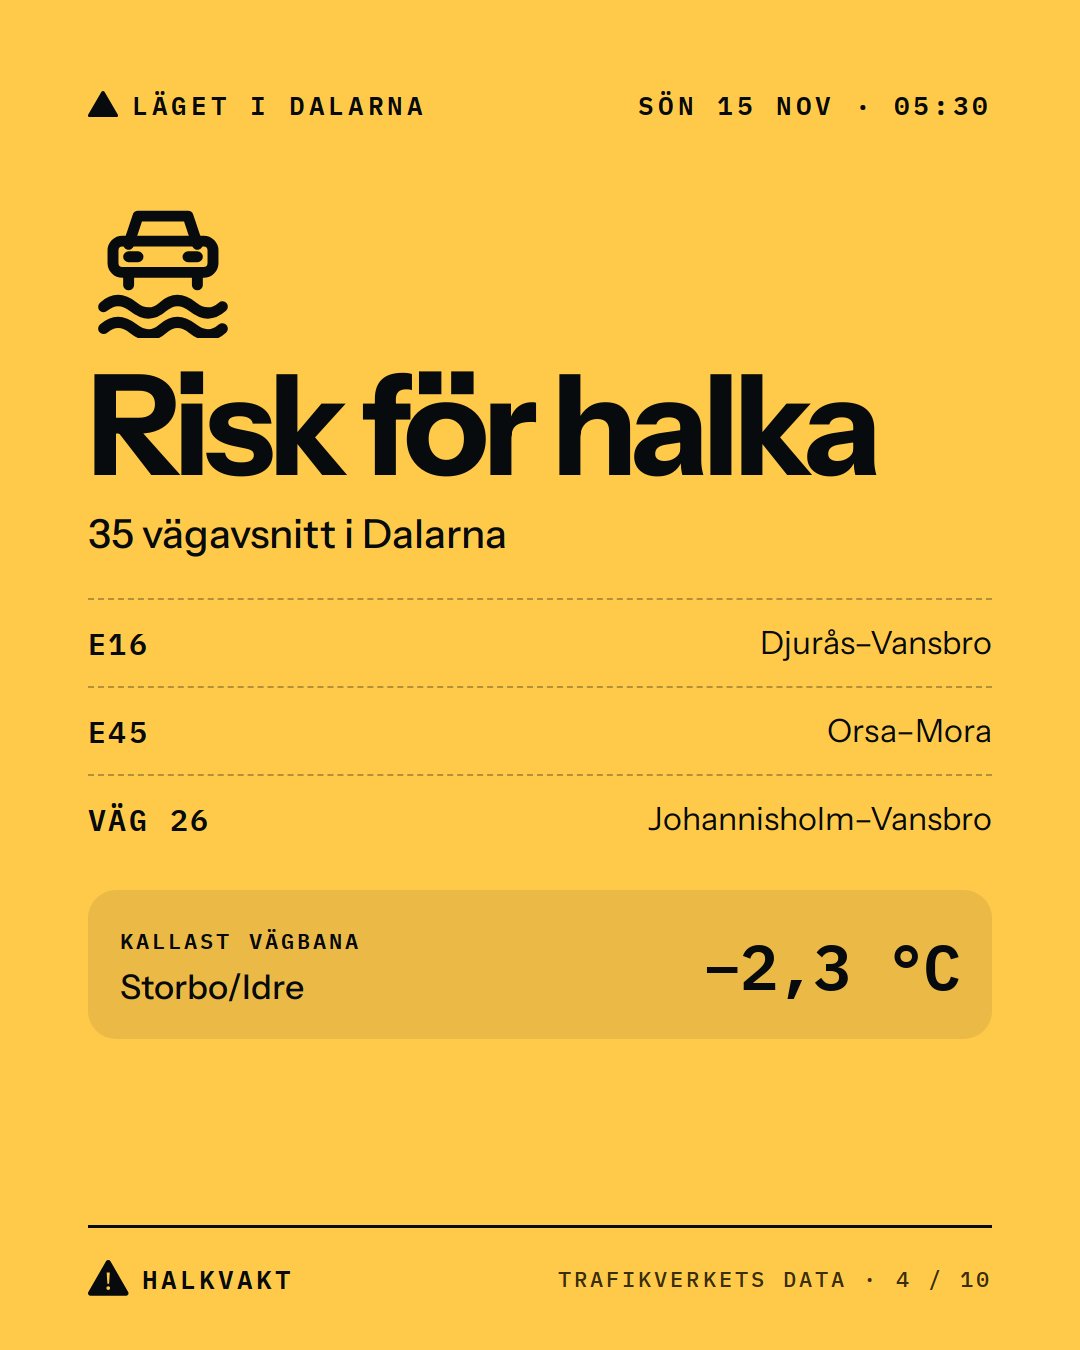 LÄGET I DALARNA
SÖN 15 NOV · 05:30
Risk för halka
35 vägavsnitt i Dalarna
E16 Djurås–Vansbro
E45 Orsa–Mora
VÄG 26 Johannisholm–Vansbro
KALLAST VÄGBANA
Storbo/Idre
−2,3 °C
HALKVAKT
TRAFIKVERKETS DATA · 4 / 10